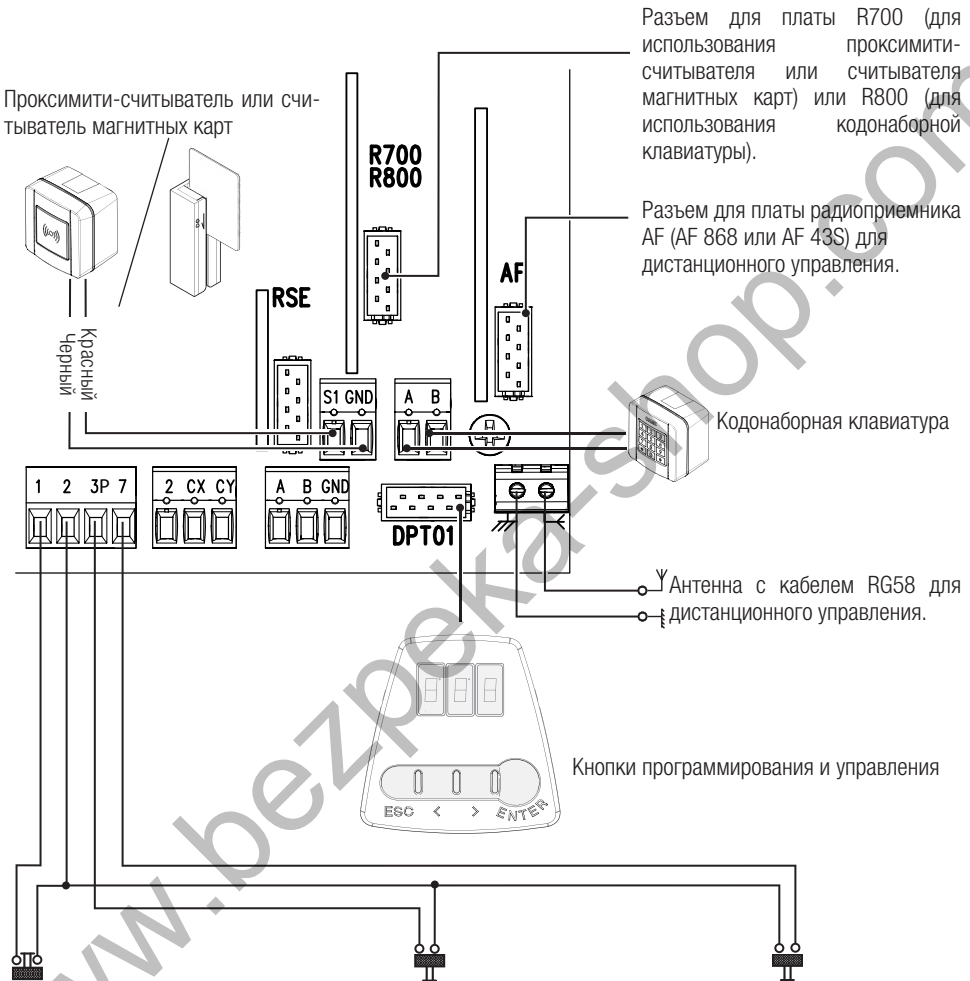 Разъем для платы R700 (для
использования проксимити-
считывателя или считывателя
магнитных карт) или R800 (для
использования кодонаборной
клавиатуры).
Проксимити-считыватель или счи-
тыватель магнитных карт
R700
R800
Разъем для платы радиоприемника
AF (AF 868 или AF 43S) для
дистанционного управления.
AF
RSE
Красный
Черный
S1 GND
A B
Кодонаборная клавиатура
1 2 3P 7
2 CX CY
A B GND
DPT01
Антенна с кабелем RG58 для
дистанционного управления.
Кнопки программирования и управления
ESC < > ENTER
www.bezpeka-shop.com